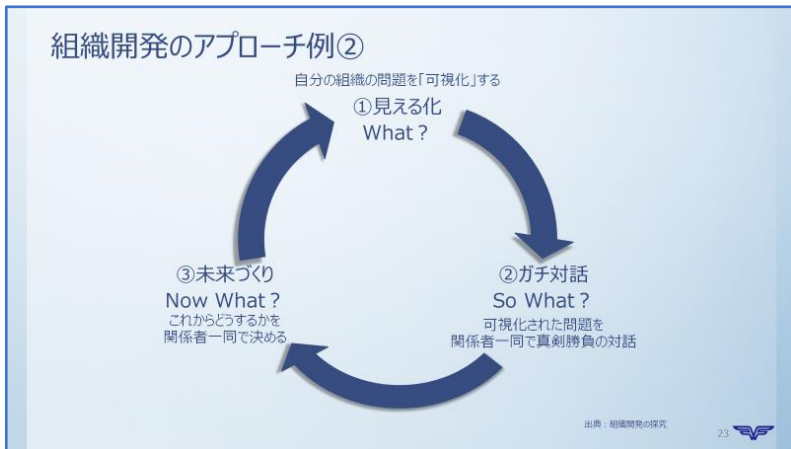 組織開発のアプローチ例②
自分の組織の問題を「可視化」する
①見える化
What？
②ガチ対話
So What？
可視化された問題を
関係者一同で真剣勝負の対話
③未来づくり
Now What？
これからどうするかを
関係者一同で決める
出典：組織開発の探究
23